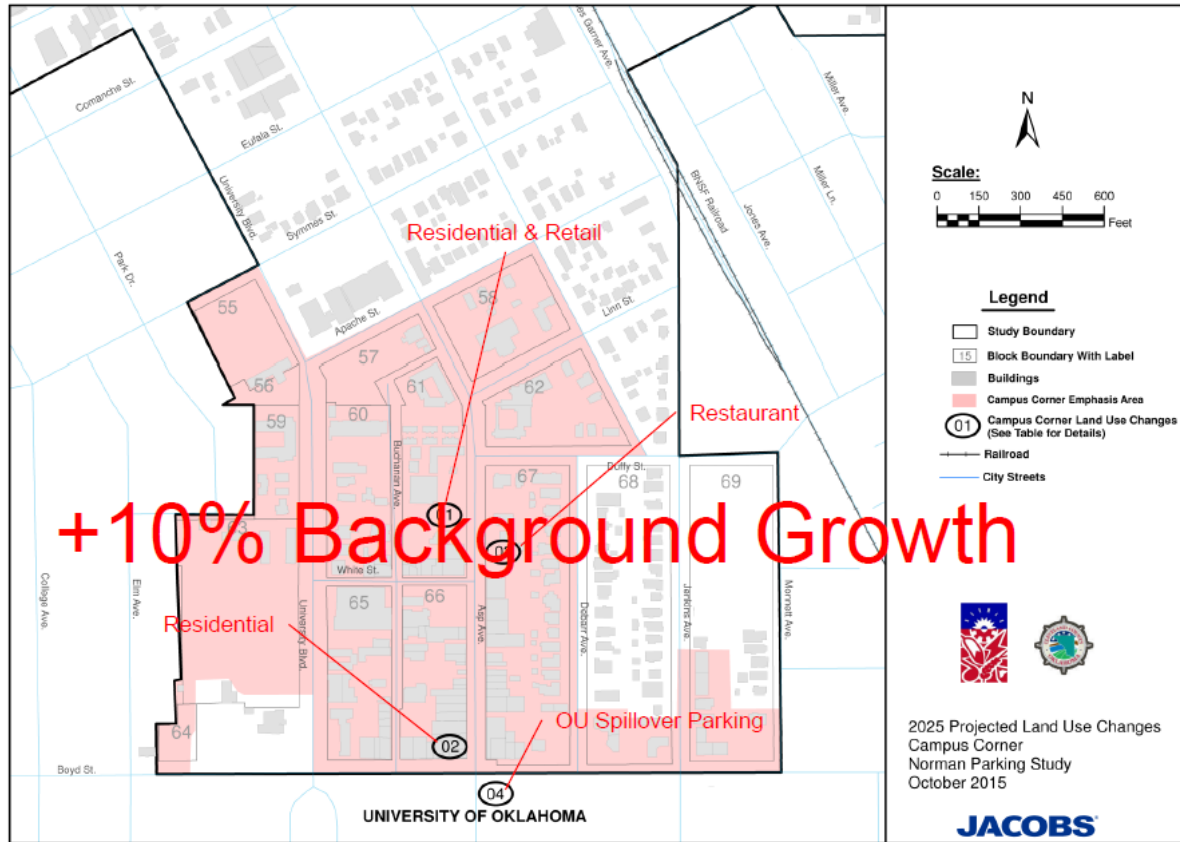 Comanche St.
Eufala St.
es Garner Ave.
Miller Ave.
University Blvd.
Symmes St.
BNSF Railroad
Miller Ln.
Jones Ave.
Park Dr.
Residential & Retail
55
58
Linn St.
Apache St.
57
56
61
62
59
60
Restaurant
Buchanan Ave.
67
Duffy St.
68
69
01
+10% Background Growth
63
White St.
College Ave.
Elm Ave.
University Blvd.
65
66
Asp Ave.
Debarr Ave.
Jenkins Ave.
Monnett Ave.
Residential
OU Spillover Parking
64
02
Boyd St.
04
UNIVERSITY OF OKLAHOMA
N
Scale:
0 150 300 450 600
Feet
Legend
Study Boundary
15 Block Boundary With Label
Buildings
Campus Corner Emphasis Area
01 Campus Corner Land Use Changes
(See Table for Details)
Railroad
City Streets
2025 Projected Land Use Changes
Campus Corner
Norman Parking Study
October 2015
JACOBS